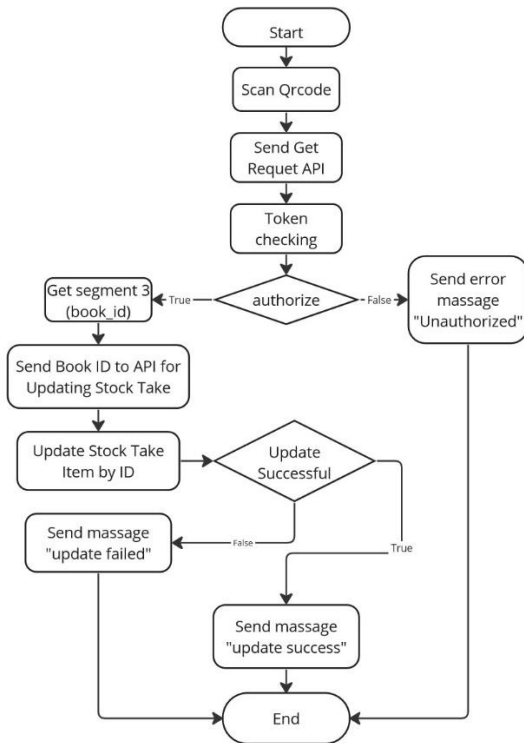 Start
Scan Qrcode
Send Get
Requet API
Token
checking
authorize
True
False
Get segment 3
(book_id)
Send error
massage
"Unauthorized"
Send Book ID to API for
Updating Stock Take
Update Stock Take
Item by ID
Update
Successful
False
True
Send massage
"update failed"
Send massage
"update success"
End